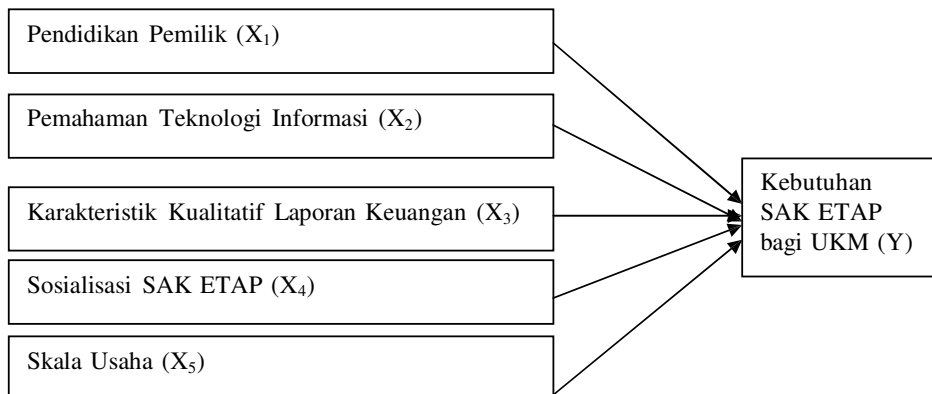 Pendidikan Pemilik (X₁)
Pemahaman Teknologi Informasi (X₂)
Karakteristik Kualitatif Laporan Keuangan (X₃)
Sosialisasi SAK ETAP (X₄)
Skala Usaha (X₅)
Kebutuhan
SAK ETAP
bagi UKM (Y)